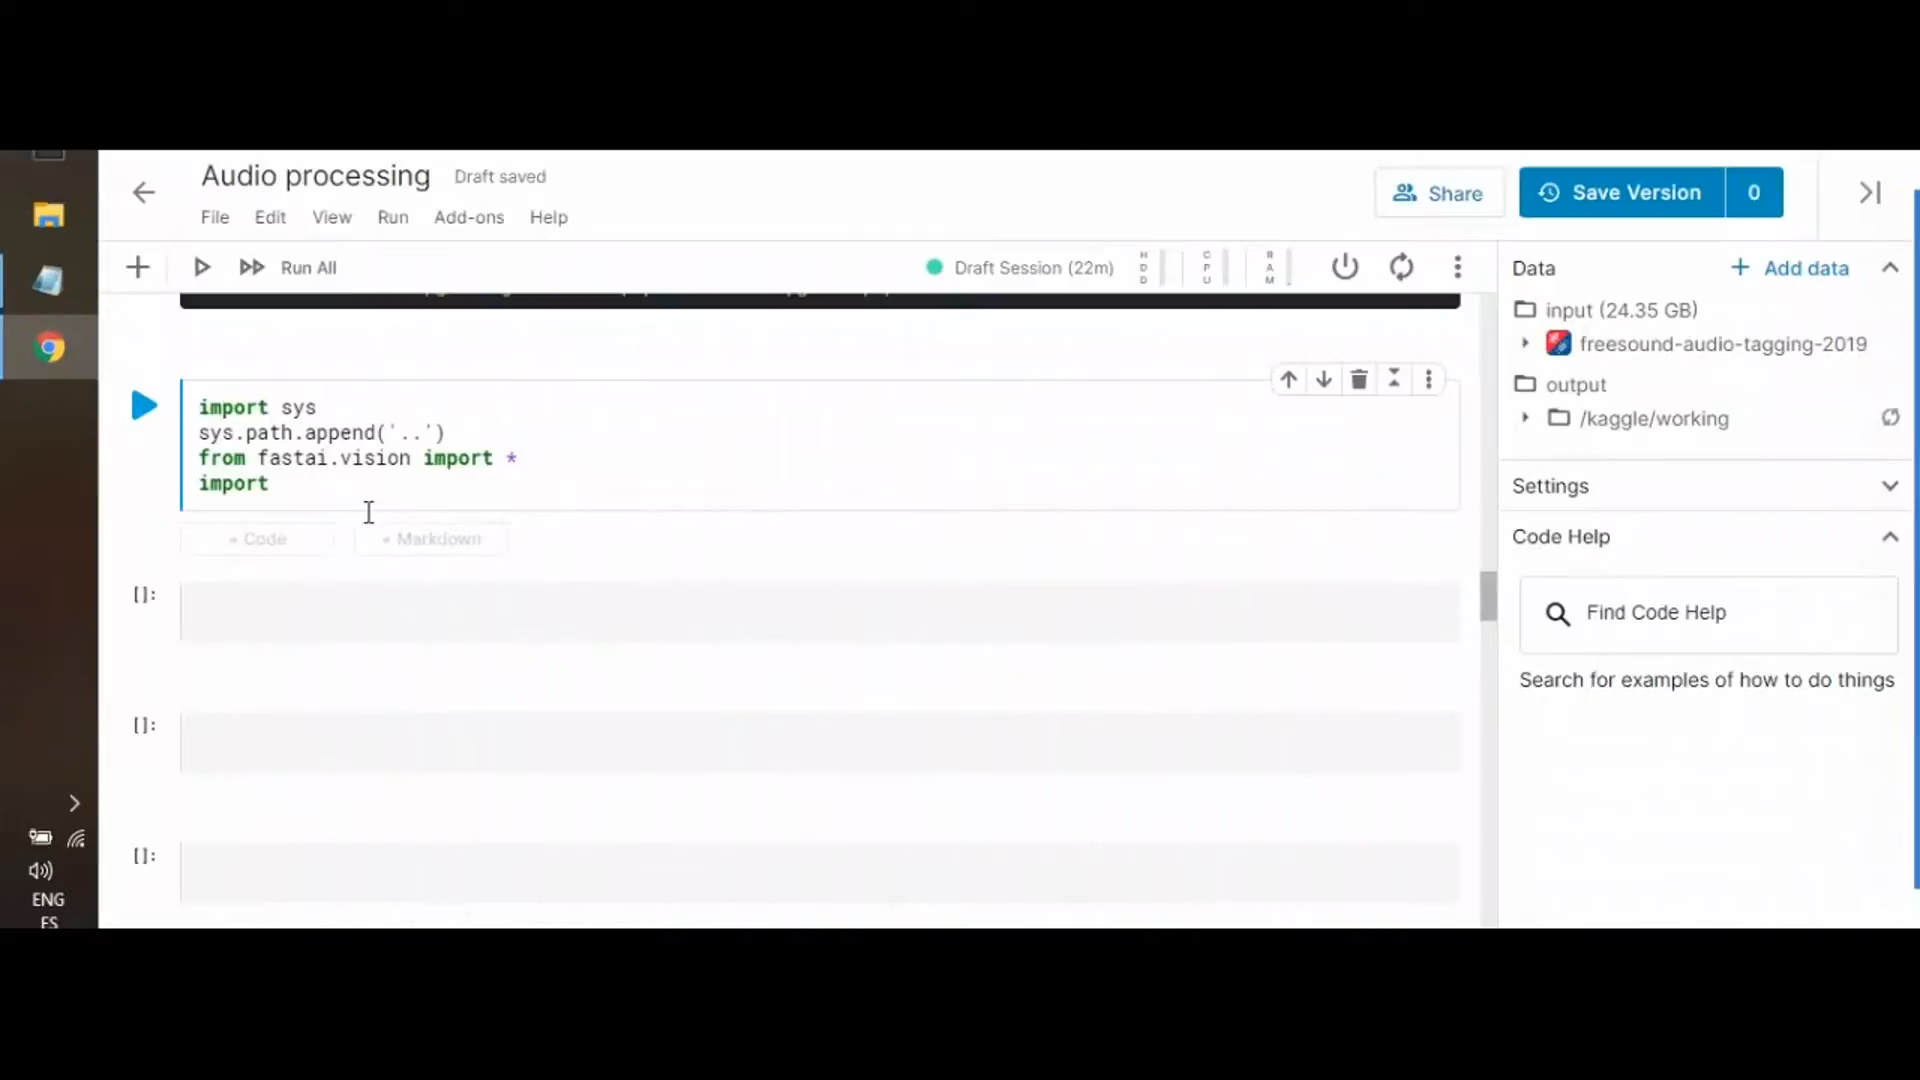 Audio processing Draft saved
File Edit View Run Add-ons Help
Share
Save Version 0
Run All
Draft Session (22m)
HDD
CPU
RAM
import sys
sys.path.append('..')
from fastai.vision import *
import
+ Code + Markdown
[]:
[]:
[]:
Data + Add data
input (24.35 GB)
freesound-audio-tagging-2019
output
/kaggle/working
Settings
Code Help
Find Code Help
Search for examples of how to do things
ENG
ES